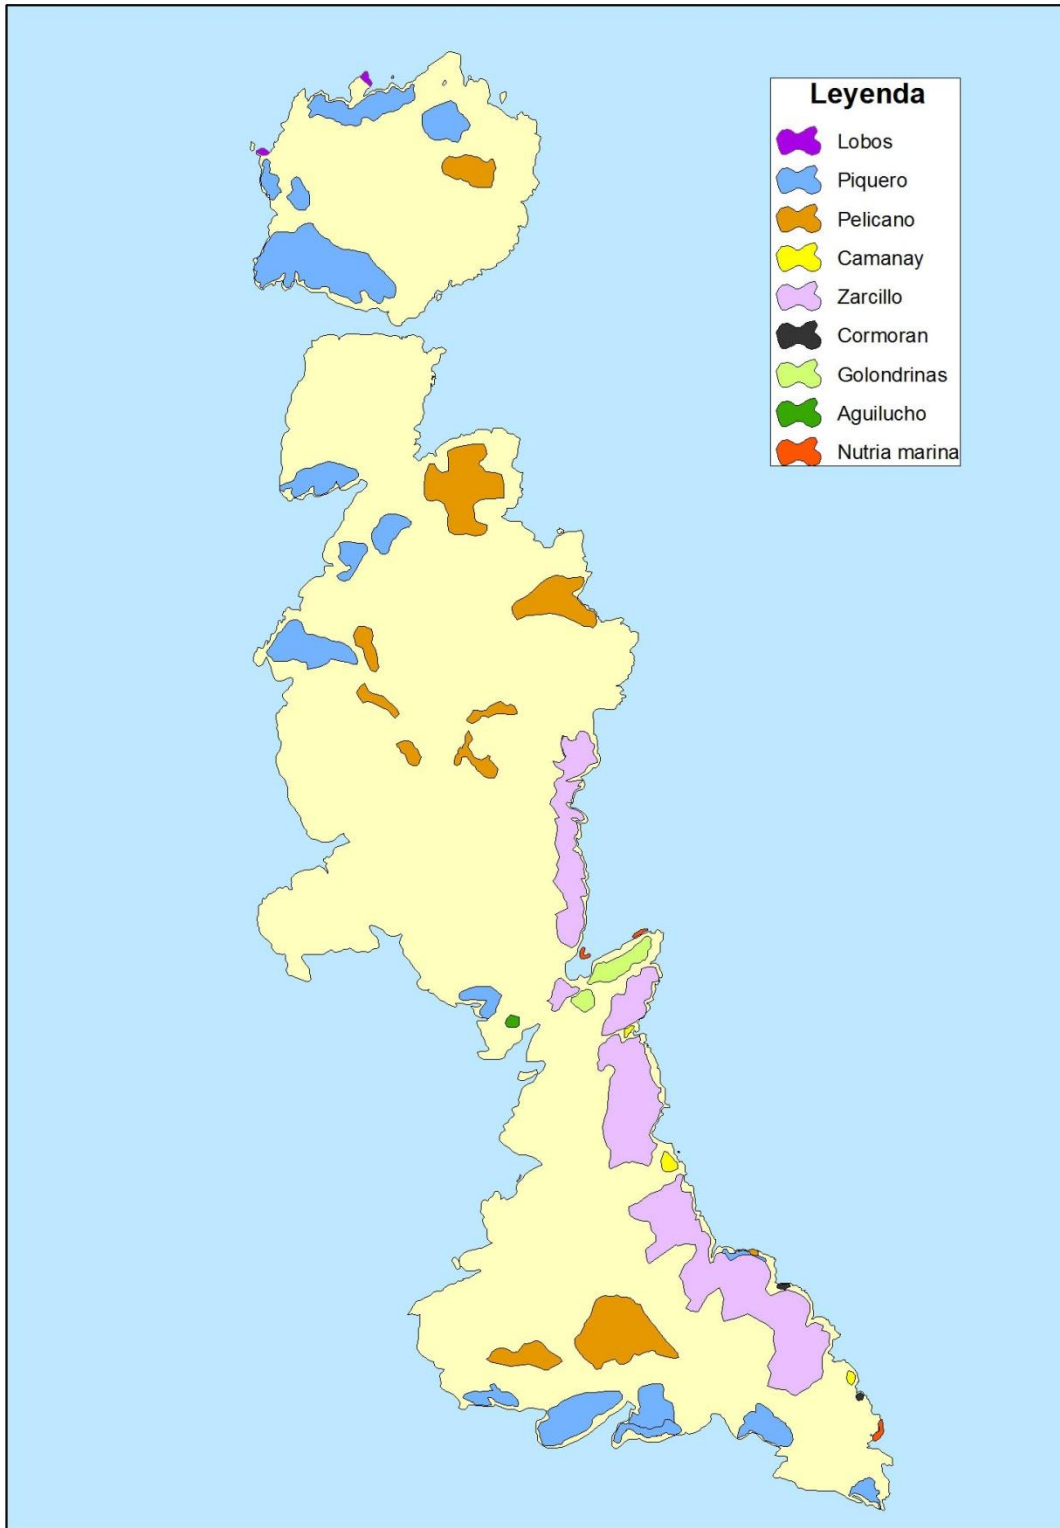 Leyenda
Lobos
Piquero
Pelicano
Camanay
Zarcillo
Cormoran
Golondrinas
Aguilucho
Nutria marina